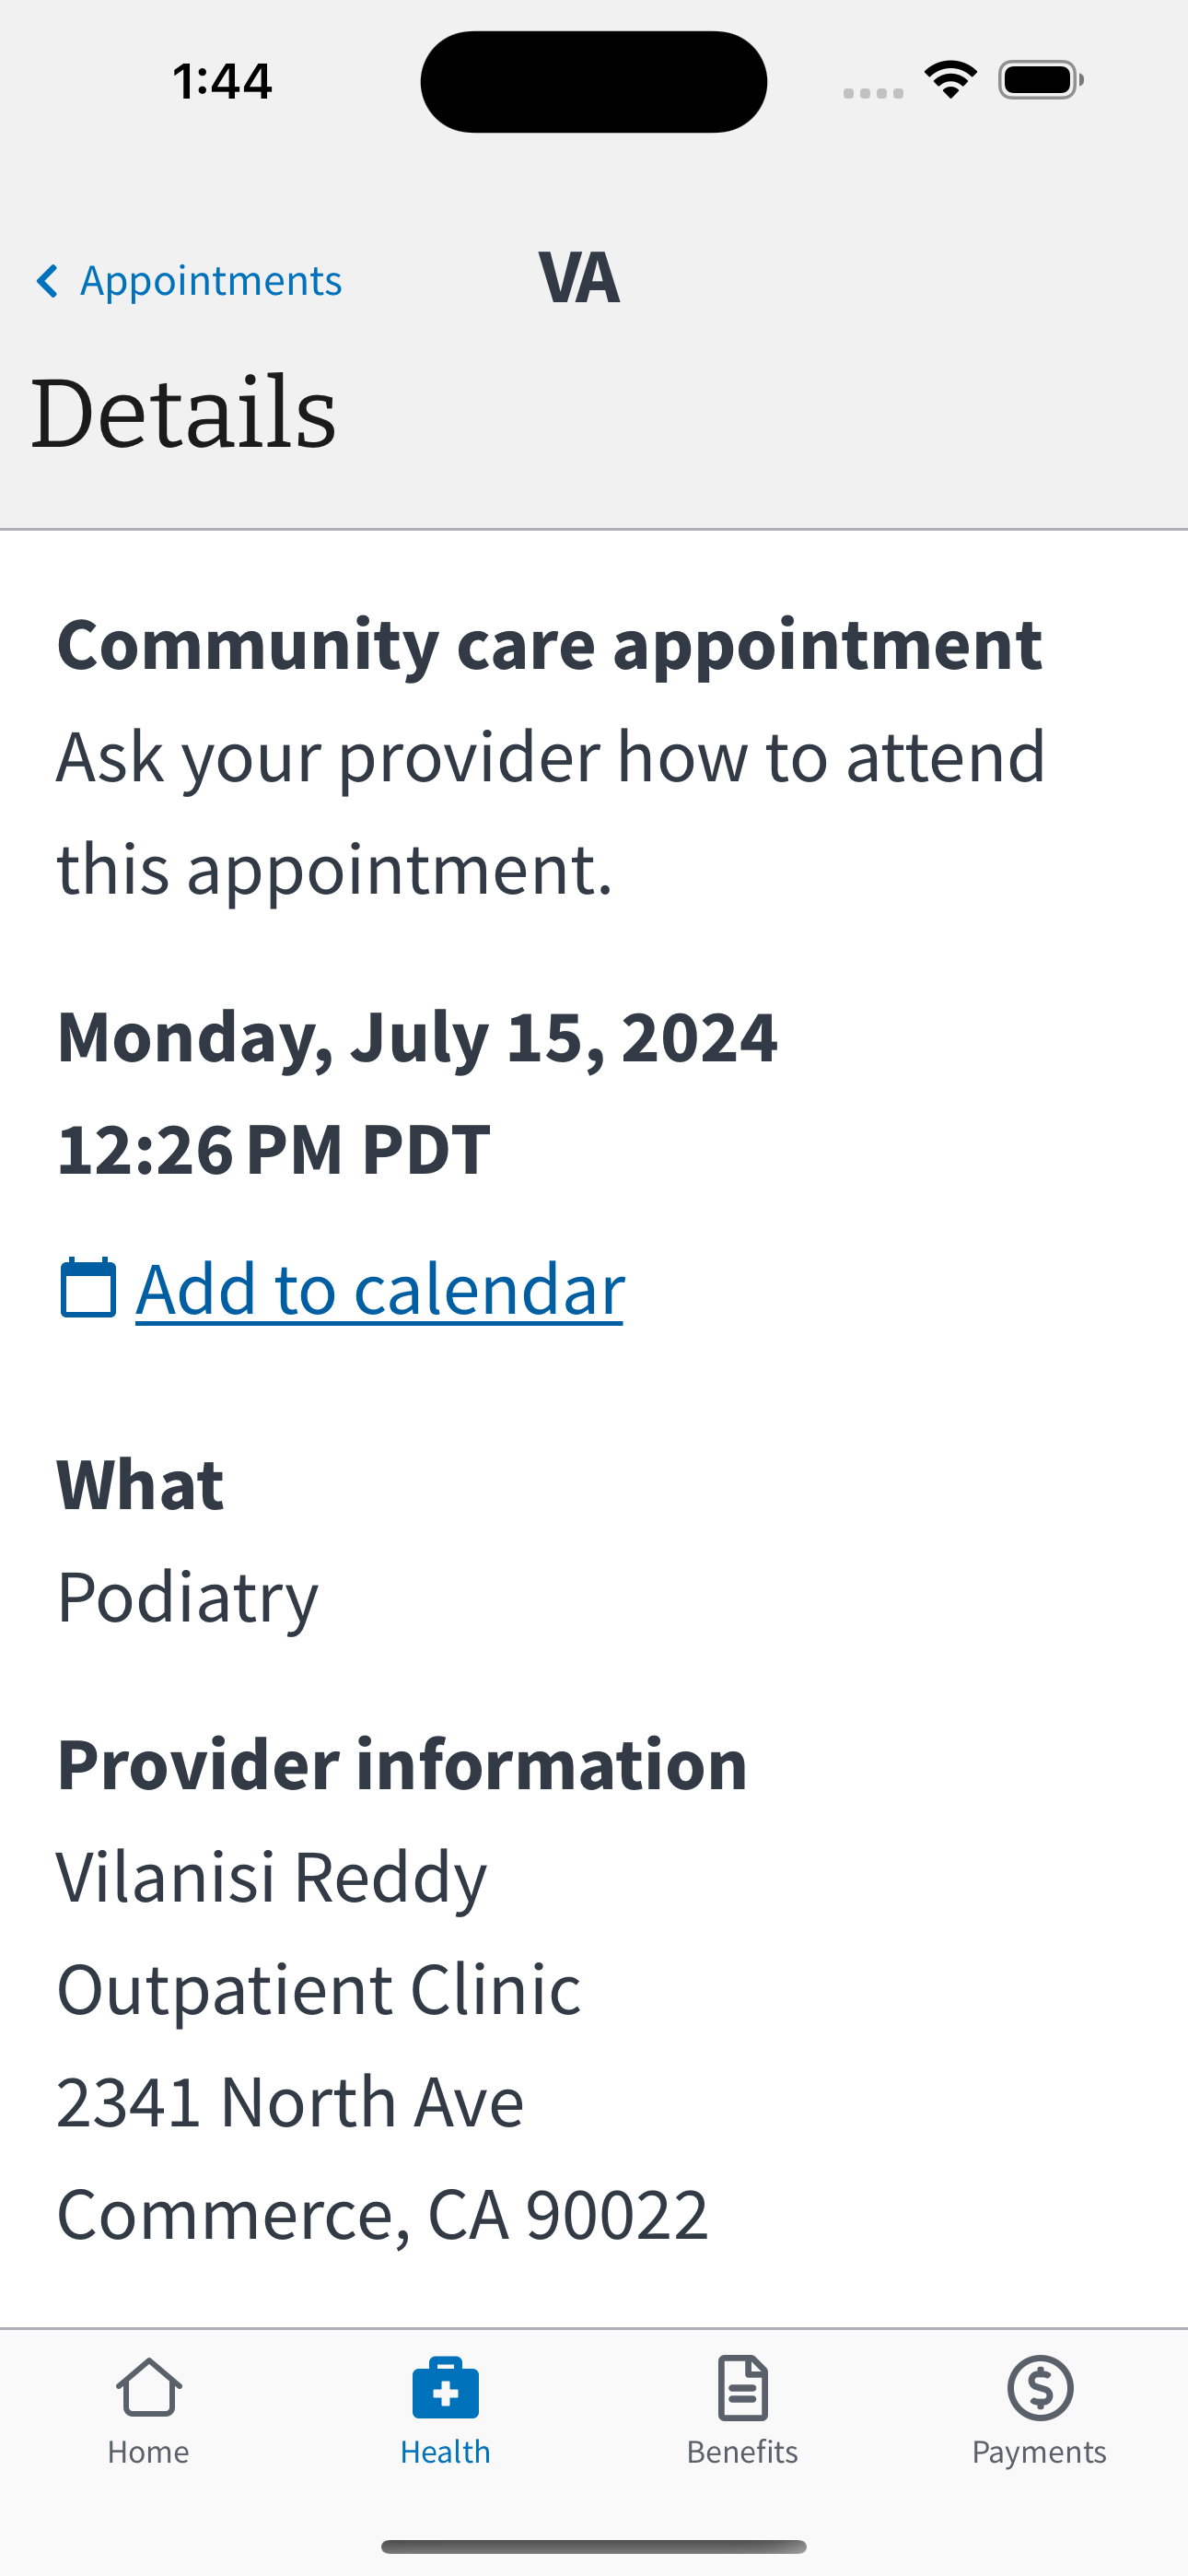 1:44
Appointments
VA
Details
Community care appointment
Ask your provider how to attend
this appointment.
Monday, July 15, 2024
12:26 PM PDT
Add to calendar
What
Podiatry
Provider information
Vilanisi Reddy
Outpatient Clinic
2341 North Ave
Commerce, CA 90022
Home
Health
Benefits
Payments